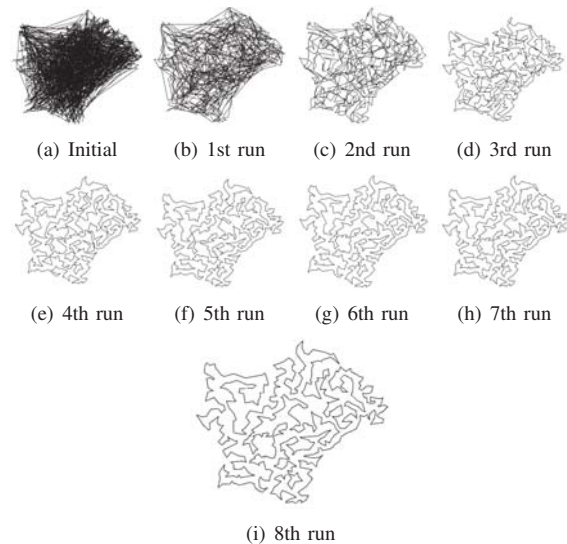 (a) Initial
(b) 1st run
(c) 2nd run
(d) 3rd run
(e) 4th run
(f) 5th run
(g) 6th run
(h) 7th run
(i) 8th run